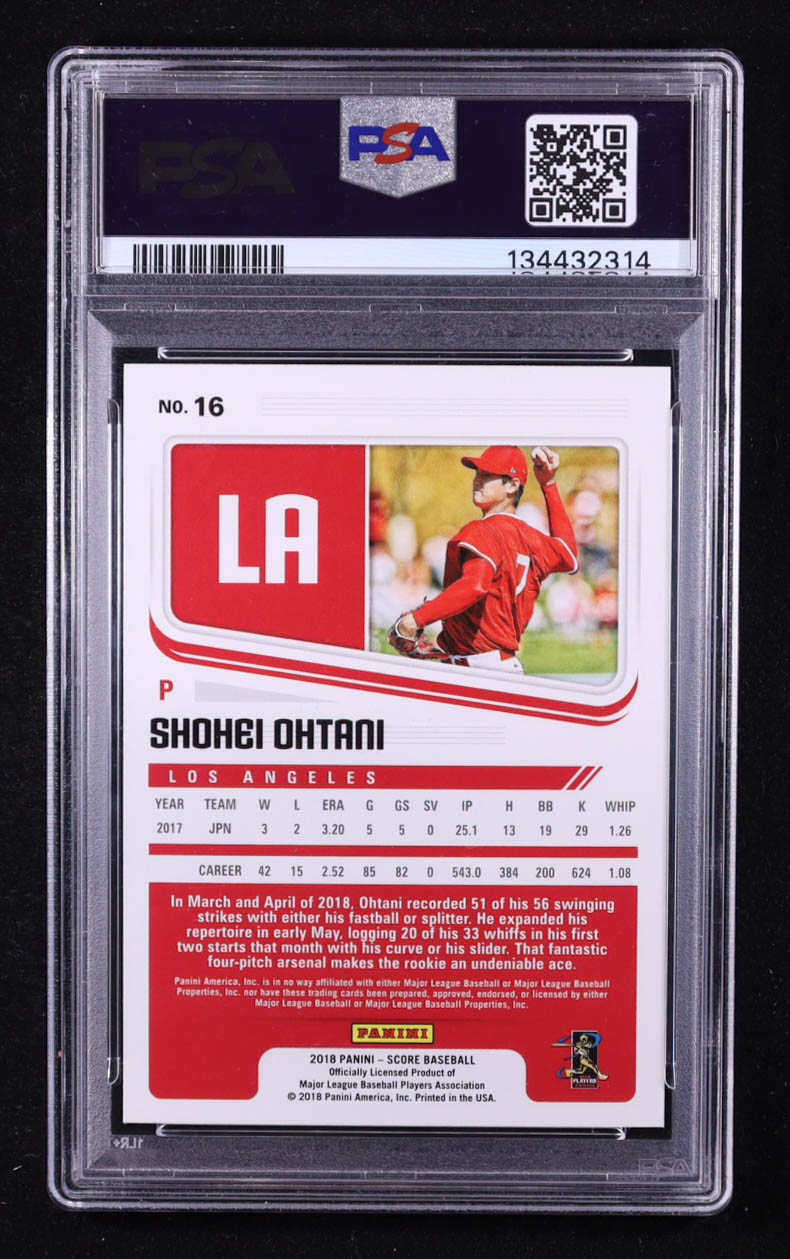 PSA
PSA
134432314
NO. 16
LA
7
P
SHOHEI OHTANI
LOS ANGELES
YEAR TEAM W L ERA G GS SV IP H BB K WHIP
2017 JPN 3 2 3.20 5 5 0 25.1 13 19 29 1.26
CAREER 42 15 2.52 85 82 0 543.0 384 200 624 1.08
In March and April of 2018, Ohtani recorded 51 of his 56 swinging
strikes with either his fastball or splitter. He expanded his
repertoire in early May, logging 20 of his 33 whiffs in his first
two starts that month with his curve or his slider. That fantastic
four-pitch arsenal makes the rookie an undeniable ace.
Panini America, Inc. is in no way affiliated with either Major League Baseball or Major League Baseball
Properties, Inc. nor have these trading cards been prepared, approved, endorsed, or licensed by either
Major League Baseball or Major League Baseball Properties, Inc.
PANINI
2018 PANINI – SCORE BASEBALL
Officially Licensed Product of
Major League Baseball Players Association
© 2018 Panini America, Inc. Printed in the USA.
PLAYERS
1LR+
PSA